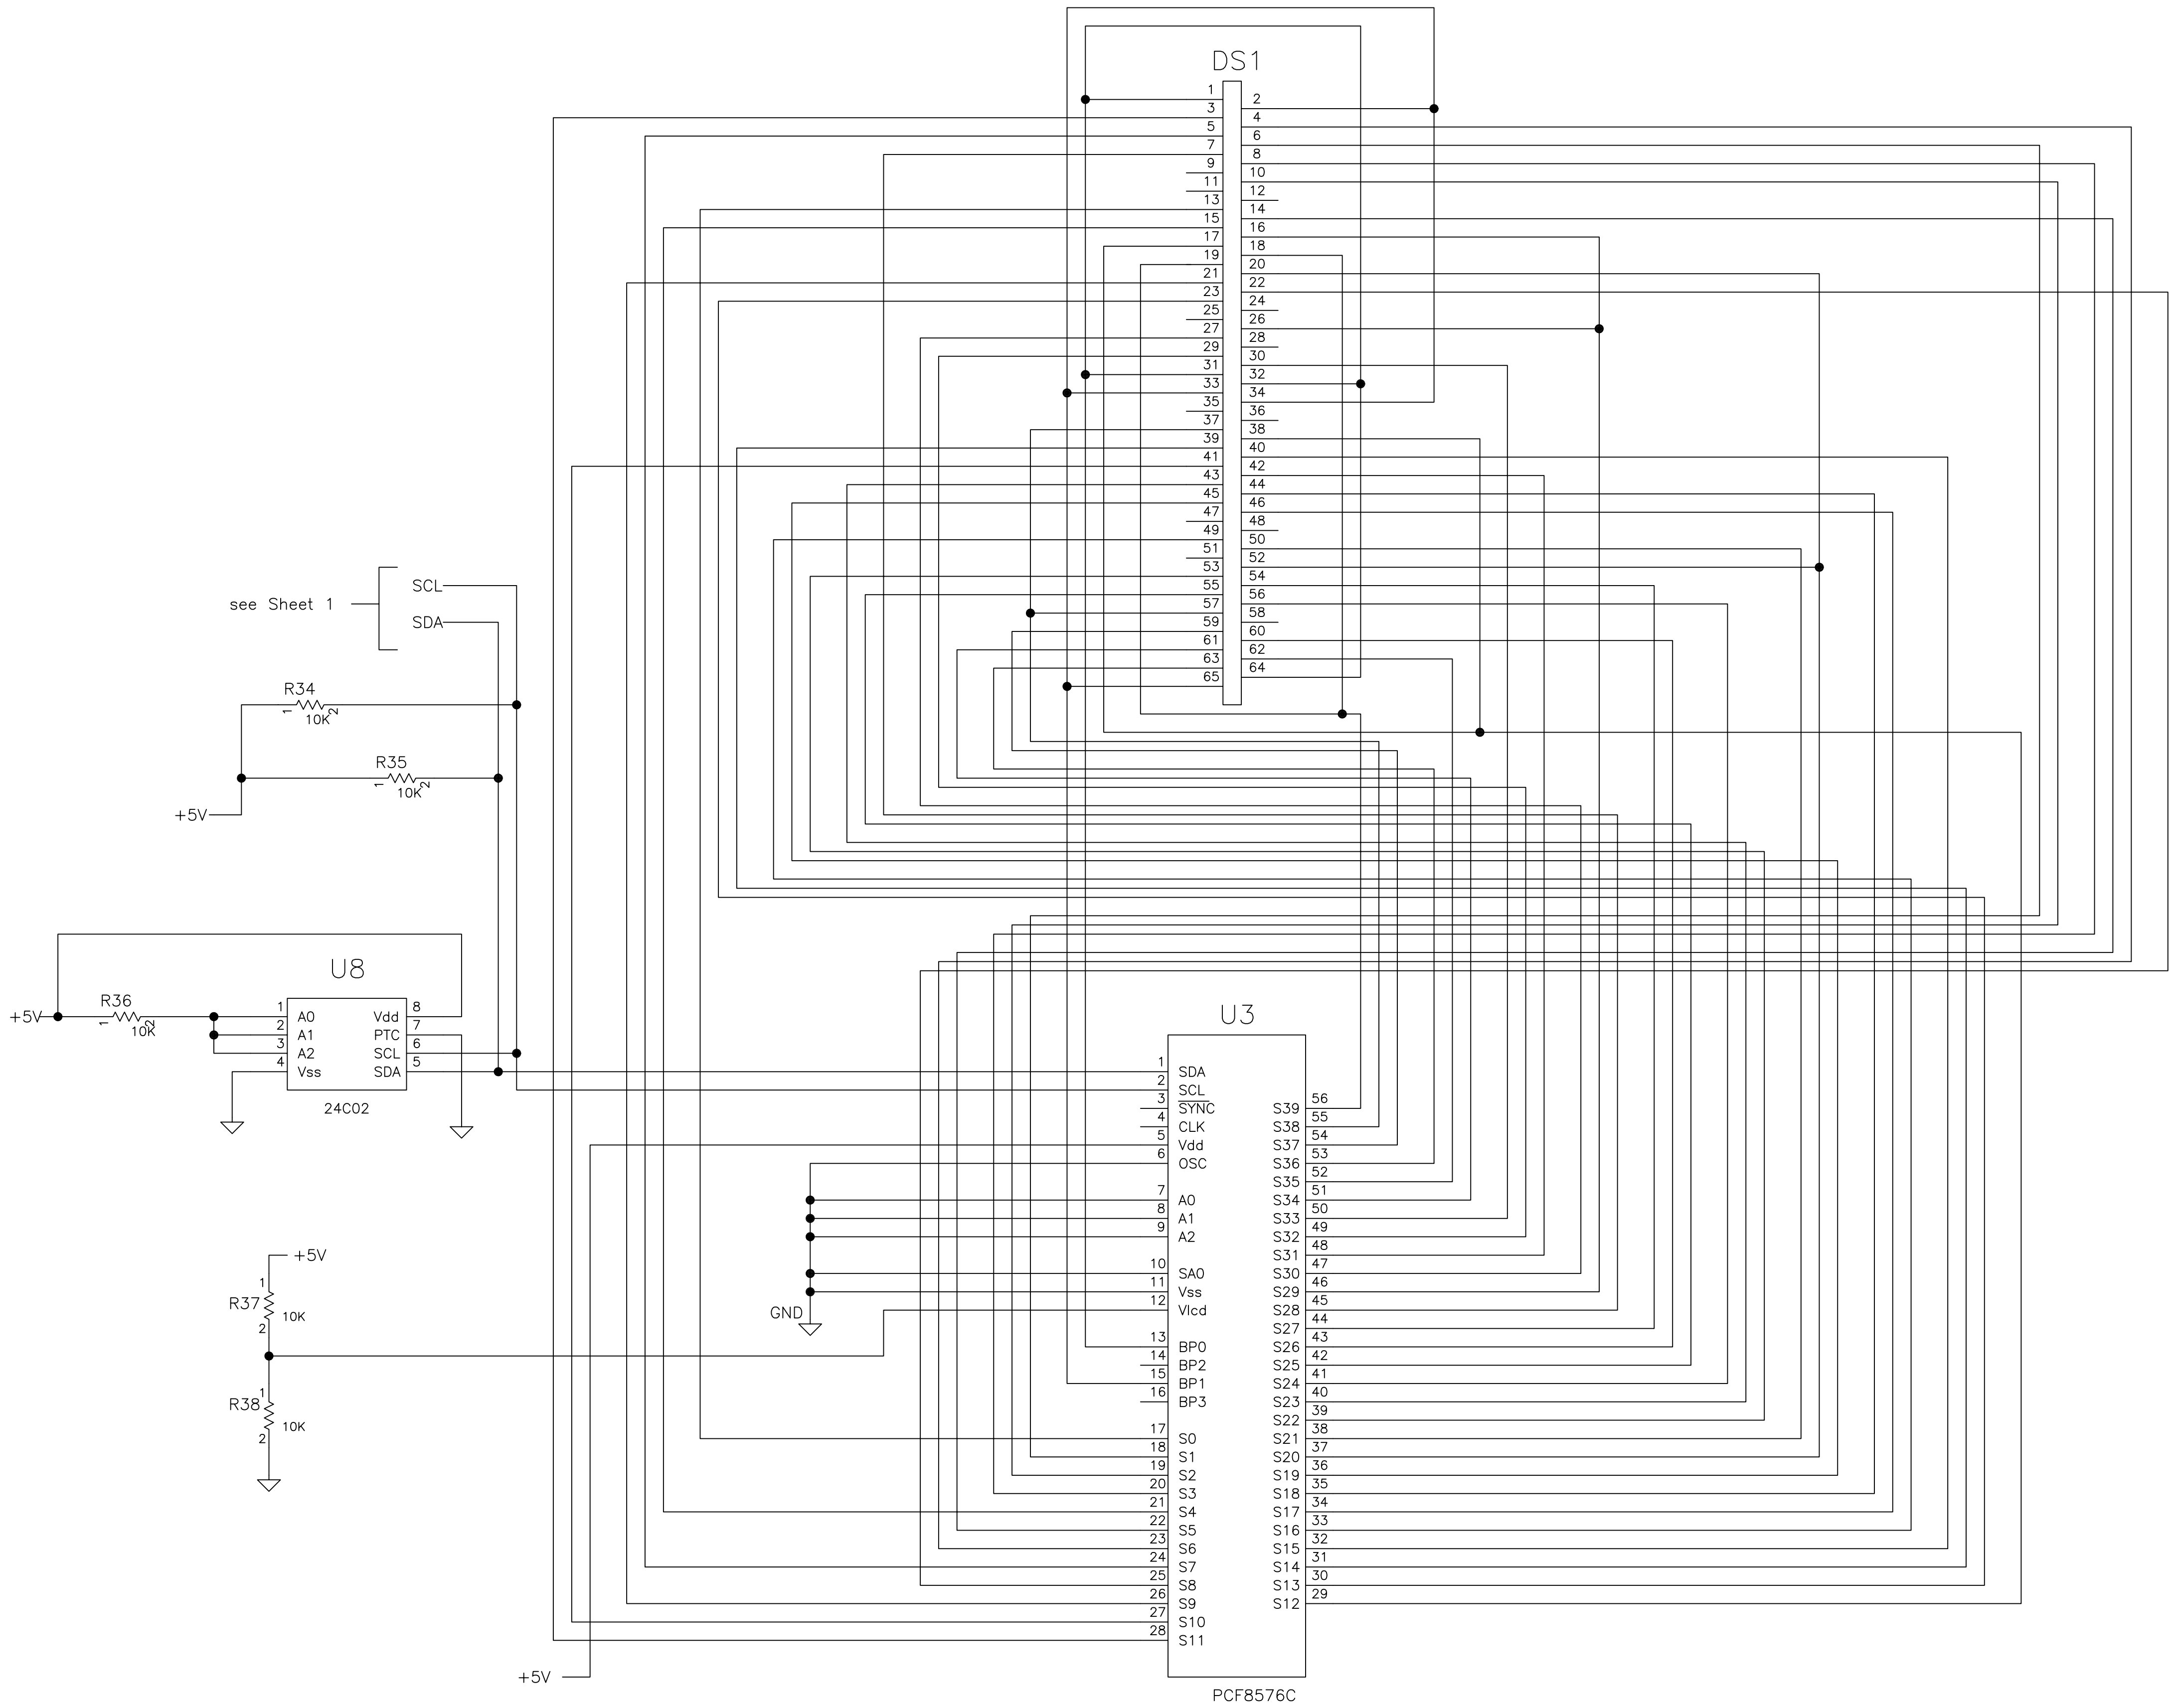 DS1
1
2
3
4
5
6
7
8
9
10
11
12
13
14
15
16
17
18
19
20
21
22
23
24
25
26
27
28
29
30
31
32
33
34
35
36
37
38
39
40
41
42
43
44
45
46
47
48
49
50
51
52
53
54
55
56
57
58
59
60
61
62
63
64
65
SCL
see Sheet 1
SDA
R34
1 10K 2
R35
1 10K 2
+5V
U8
R36
+5V
1 10K 2
1 A0 Vdd 8
2 A1 PTC 7
3 A2 SCL 6
4 Vss SDA 5
24C02
+5V
1
R37 10K
2
1
R38 10K
2
GND
+5V
U3
1 SDA
2 SCL
3 SYNC
4 CLK
5 Vdd
6 OSC
7 A0
8 A1
9 A2
10 SA0
11 Vss
12 Vlcd
13 BP0
14 BP2
15 BP1
16 BP3
17 S0
18 S1
19 S2
20 S3
21 S4
22 S5
23 S6
24 S7
25 S8
26 S9
27 S10
28 S11
S39 56
S38 55
S37 54
S36 53
S35 52
S34 51
S33 50
S32 49
S31 48
S30 47
S29 46
S28 45
S27 44
S26 43
S25 42
S24 41
S23 40
S22 39
S21 38
S20 37
S19 36
S18 35
S17 34
S16 33
S15 32
S14 31
S13 30
S12 29
PCF8576C